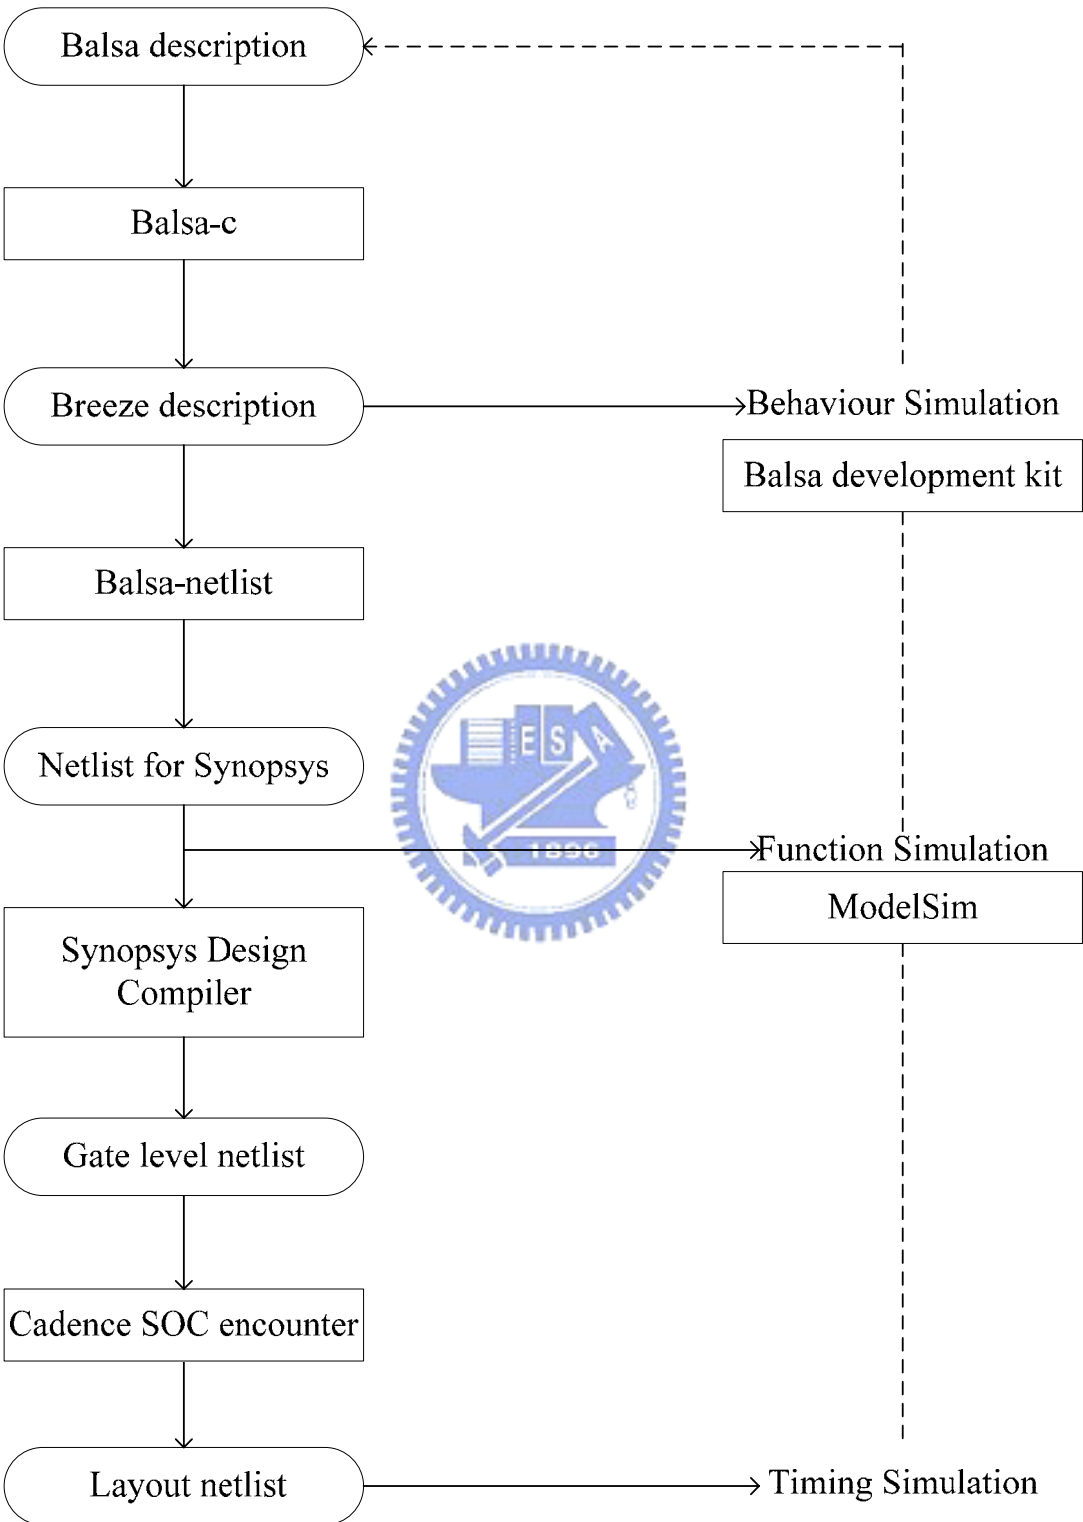 Balsa description
Balsa-c
Breeze description
Behaviour Simulation
Balsa development kit
Balsa-netlist
Netlist for Synopsys
E S A
1896
Function Simulation
ModelSim
Synopsys Design
Compiler
Gate level netlist
Cadence SOC encounter
Layout netlist
Timing Simulation